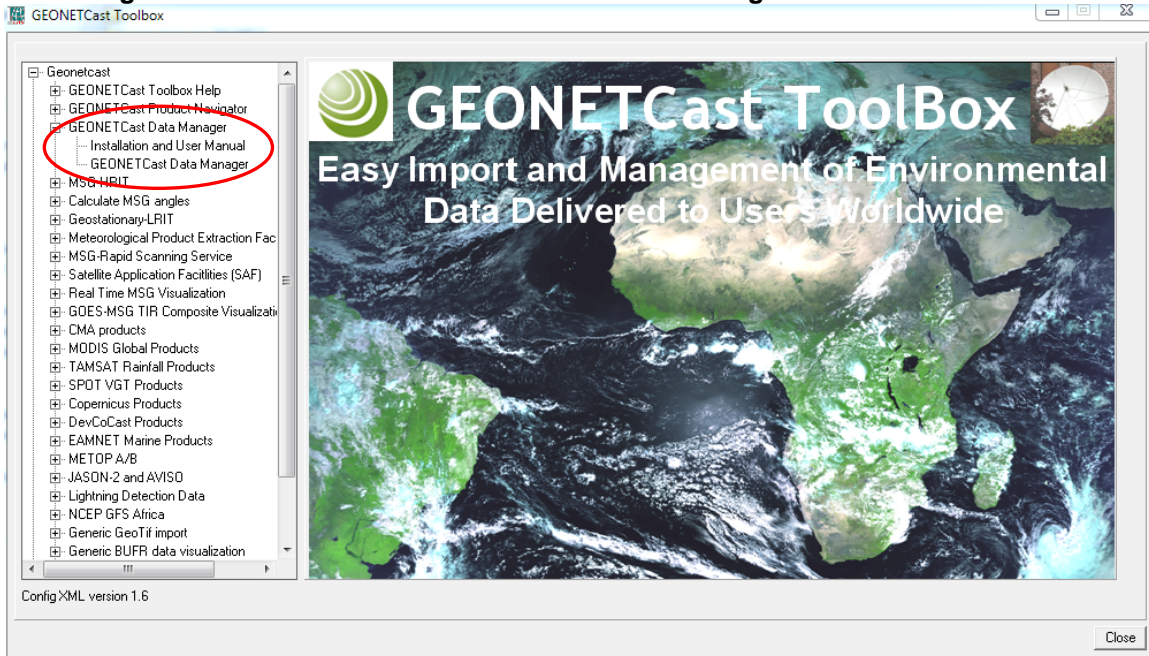 GEONETCast Toolbox
Geonetcast
GEONETCast Toolbox Help
GEONETCast Product Navigator
GEONETCast Data Manager
Installation and User Manual
GEONETCast Data Manager
MSG HRIT
Calculate MSG angles
Geostationary-LRIT
Meteorological Product Extraction Fac
MSG-Rapid Scanning Service
Satellite Application Facitlities (SAF)
Real Time MSG Visualization
GOES-MSG TIR Composite Visualizati
CMA products
MODIS Global Products
TAMSAT Rainfall Products
SPOT VGT Products
Copernicus Products
DevCoCast Products
EAMNET Marine Products
METOP A/B
JASON-2 and AVISO
Lightning Detection Data
NCEP GFS Africa
Generic GeoTif import
Generic BUFR data visualization
GEONETCast ToolBox
Easy Import and Management of Environmental
Data Delivered to Users Worldwide
Config XML version 1.6
Close